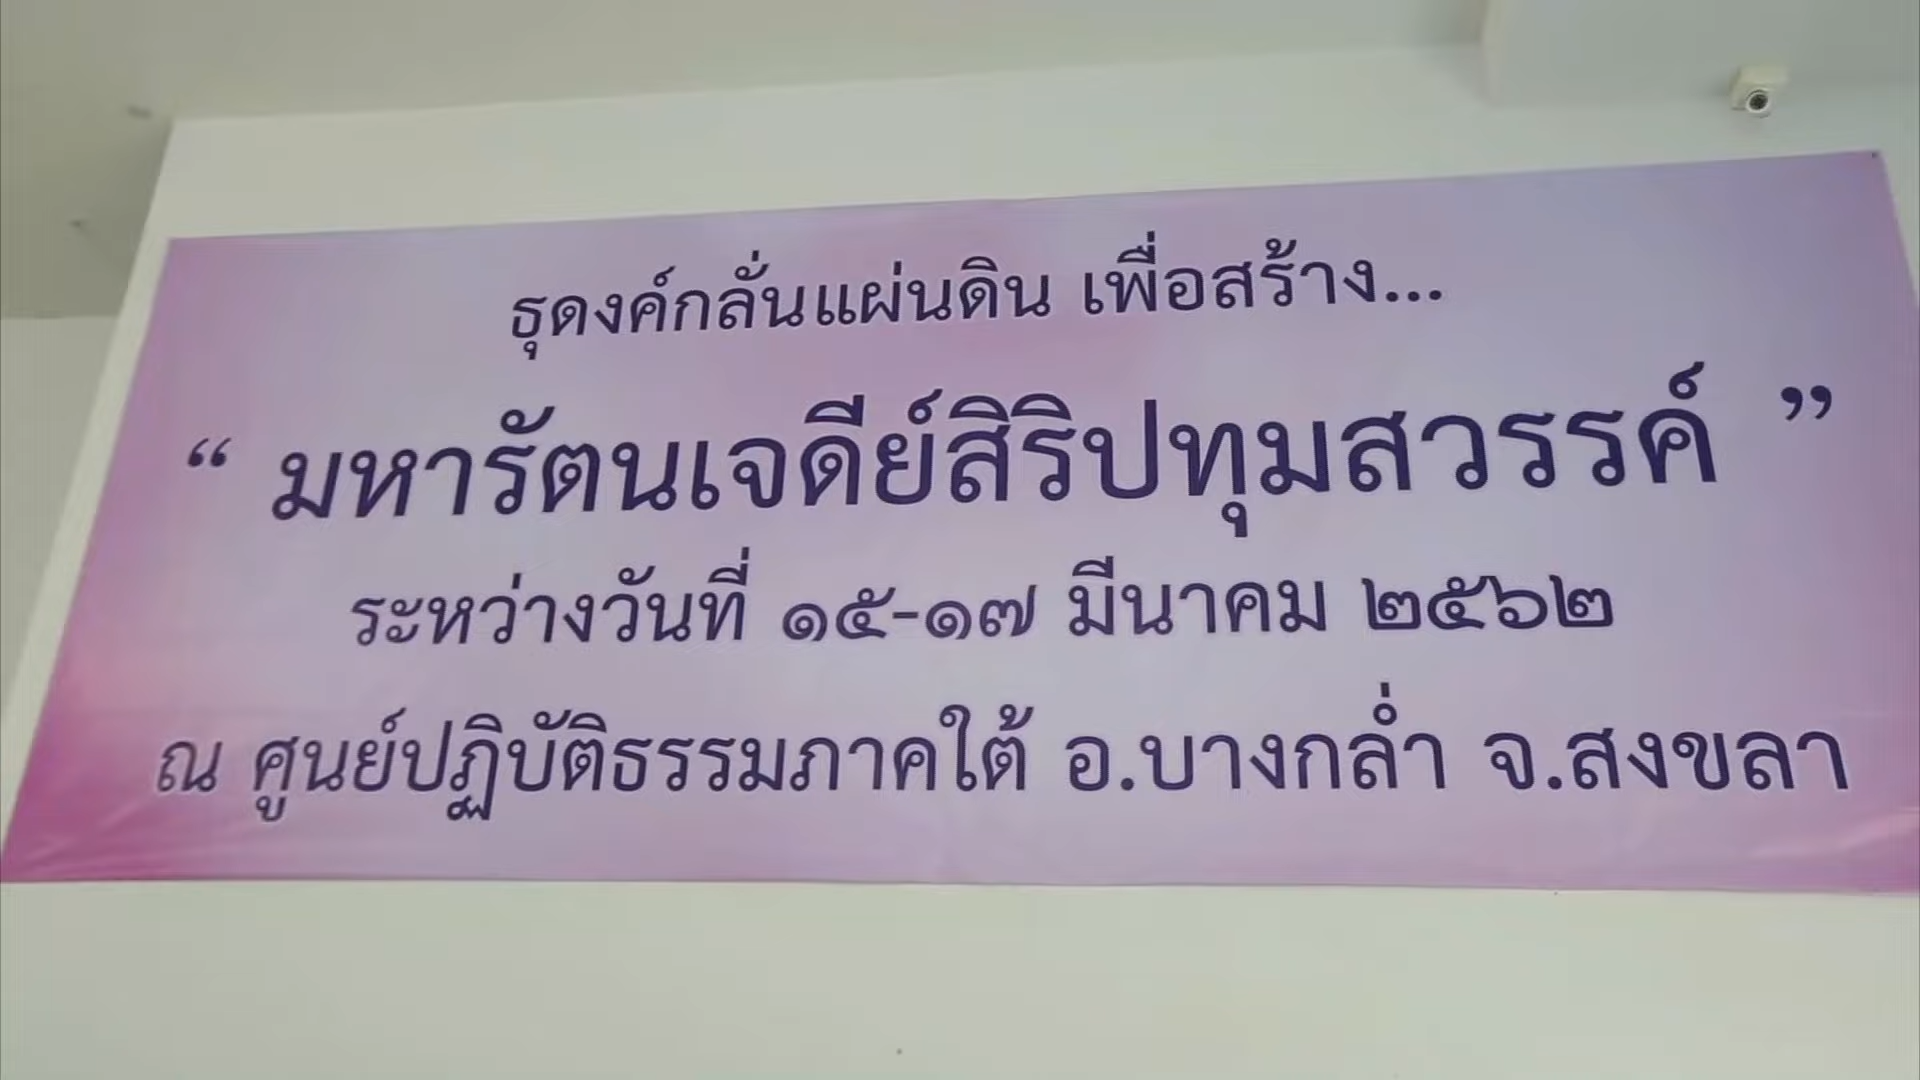 ธุดงค์กลั่นแผ่นดิน เพื่อสร้าง...
“ มหารัตนเจดีย์สิริปทุมสวรรค์ ”
ระหว่างวันที่ ๑๕-๑๗ มีนาคม ๒๕๖๒
ณ ศูนย์ปฏิบัติธรรมภาคใต้ อ.บางกล่ำ จ.สงขลา